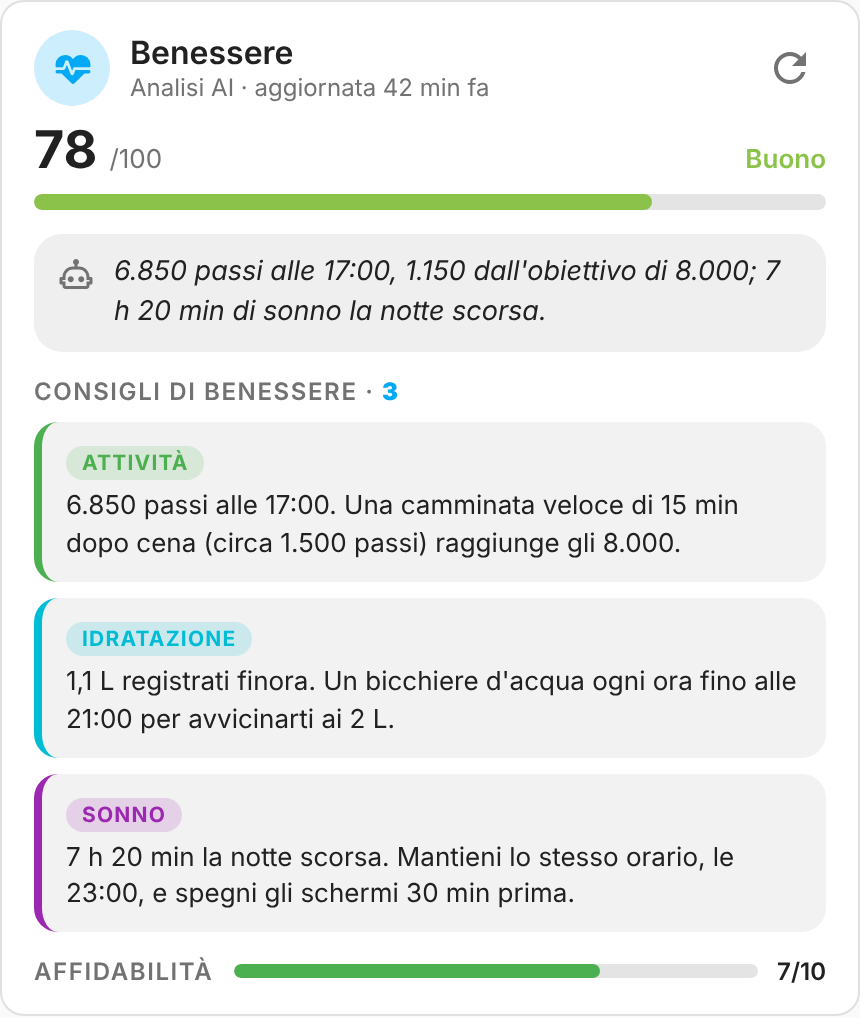 Benessere
Analisi AI · aggiornata 42 min fa
78 /100
Buono
6.850 passi alle 17:00, 1.150 dall'obiettivo di 8.000; 7
h 20 min di sonno la notte scorsa.
CONSIGLI DI BENESSERE · 3
ATTIVITÀ
6.850 passi alle 17:00. Una camminata veloce di 15 min
dopo cena (circa 1.500 passi) raggiunge gli 8.000.
IDRATAZIONE
1,1 L registrati finora. Un bicchiere d'acqua ogni ora fino alle
21:00 per avvicinarti ai 2 L.
SONNO
7 h 20 min la notte scorsa. Mantieni lo stesso orario, le
23:00, e spegni gli schermi 30 min prima.
AFFIDABILITÀ 7/10